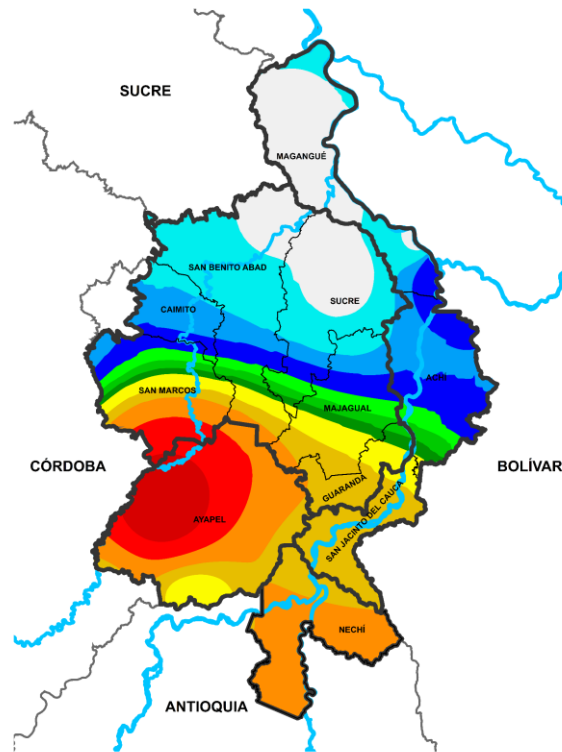 SUCRE
MAGANGUÉ
SAN BENITO ABAD
SUCRE
CAIMITO
ACHÍ
SAN MARCOS
MAJAGUAL
CÓRDOBA
BOLÍVAR
GUARANDA
AYAPEL
SAN JACINTO DEL CAUCA
NECHÍ
ANTIOQUIA